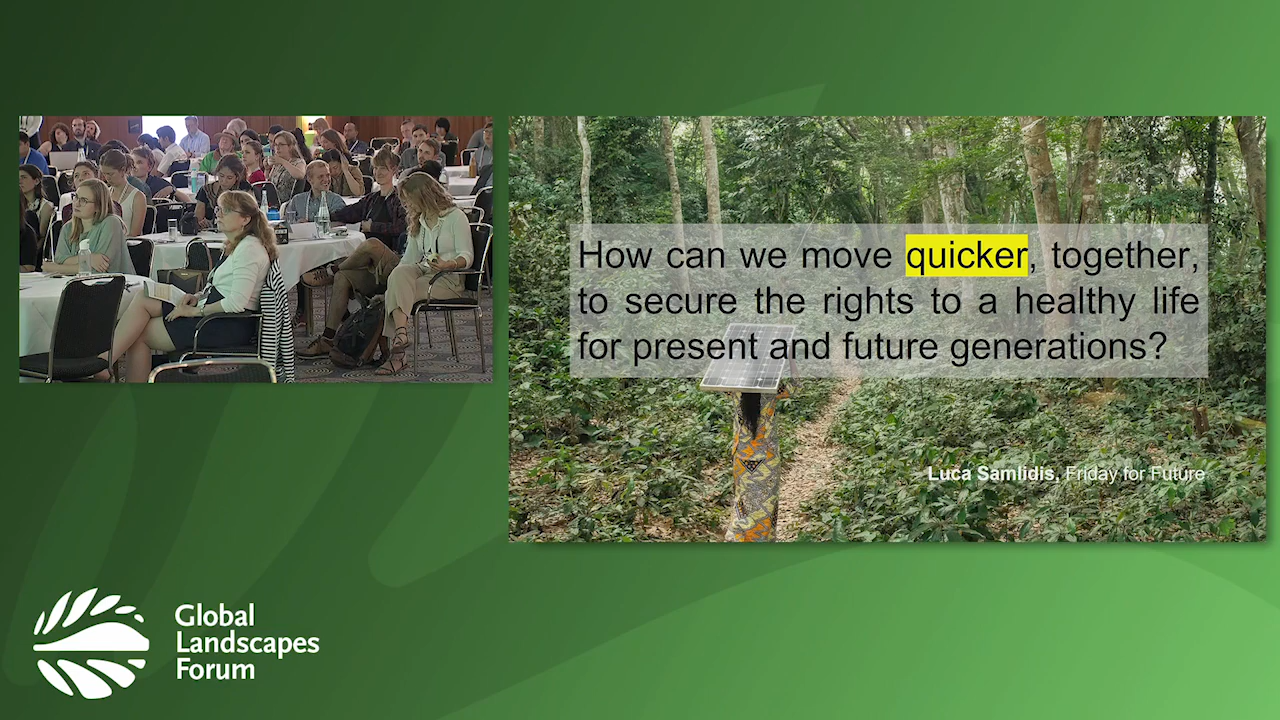 How can we move quicker, together,
to secure the rights to a healthy life
for present and future generations?
Luca Samlidis, Friday for Future
Global
Landscapes
Forum